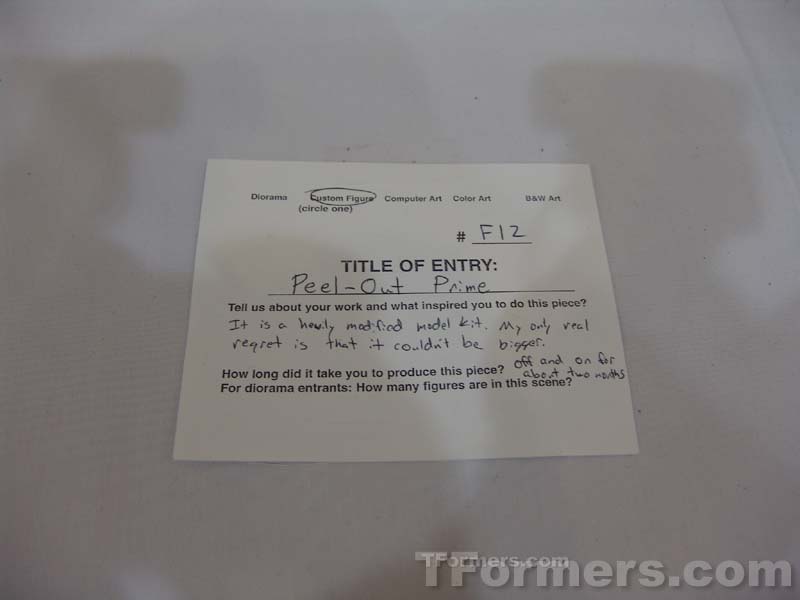 Diorama Custom Figure Computer Art Color Art B&W Art
(circle one)
# F12
TITLE OF ENTRY:
Peel-Out Prime
Tell us about your work and what inspired you to do this piece?
It is a hevily modified model kit. My only real
regret is that it couldn't be bigger.
How long did it take you to produce this piece? Off and on for
about two months
For diorama entrants: How many figures are in this scene?
TFormers.com
TFormers.com